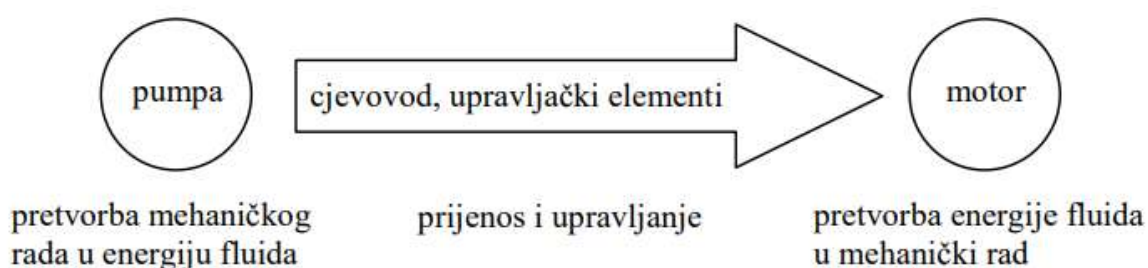 pumpa
cjevovod, upravljački elementi
motor
pretvorba mehaničkog
rada u energiju fluida
prijenos i upravljanje
pretvorba energije fluida
u mehanički rad